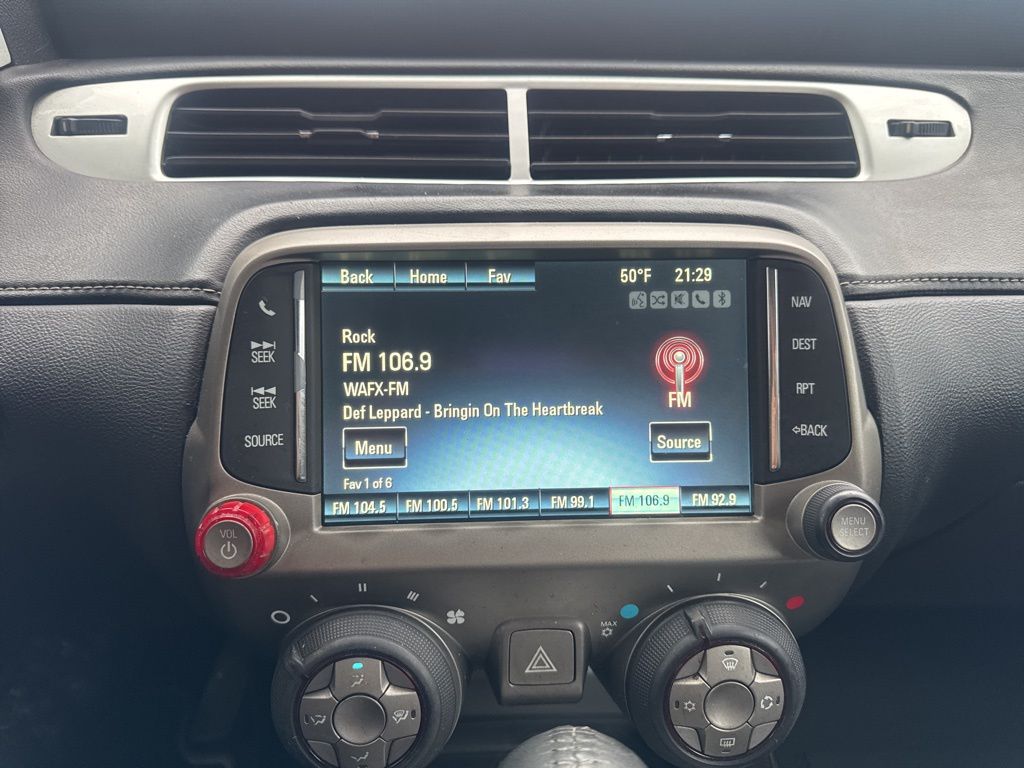 Back Home Fav 50°F 21:29
Rock
FM 106.9
WAFX-FM
Def Leppard - Bringin On The Heartbreak
FM
Menu
Source
Fav 1 of 6
FM 104.5 FM 100.5 FM 101.3 FM 99.1 FM 106.9 FM 92.9
SEEK
SEEK
SOURCE
NAV
DEST
RPT
BACK
VOL
MENU
SELECT
MAX